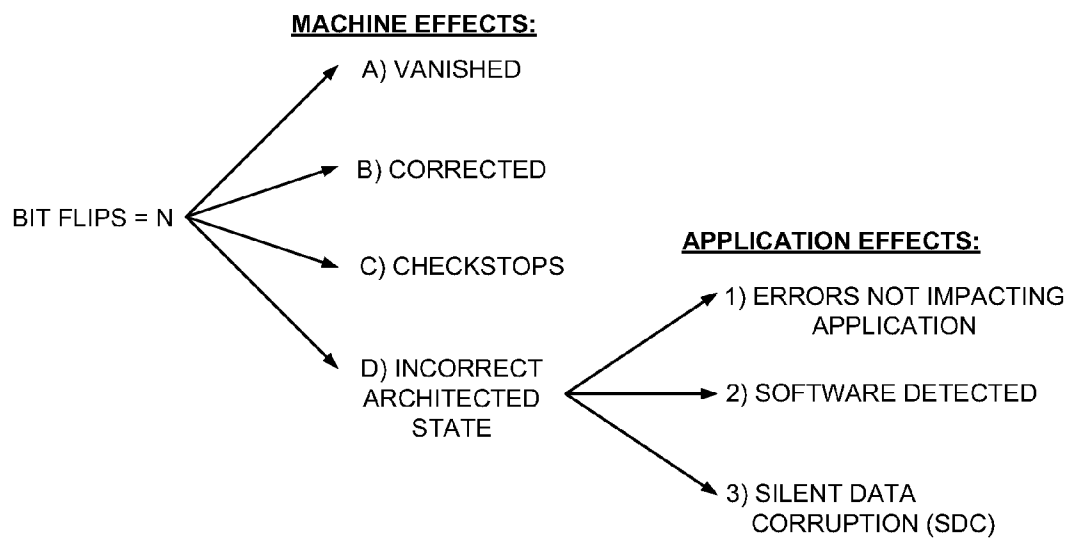 MACHINE EFFECTS:
A) VANISHED
B) CORRECTED
BIT FLIPS = N
C) CHECKSTOPS
D) INCORRECT
ARCHITECTED
STATE
APPLICATION EFFECTS:
1) ERRORS NOT IMPACTING
APPLICATION
2) SOFTWARE DETECTED
3) SILENT DATA
CORRUPTION (SDC)